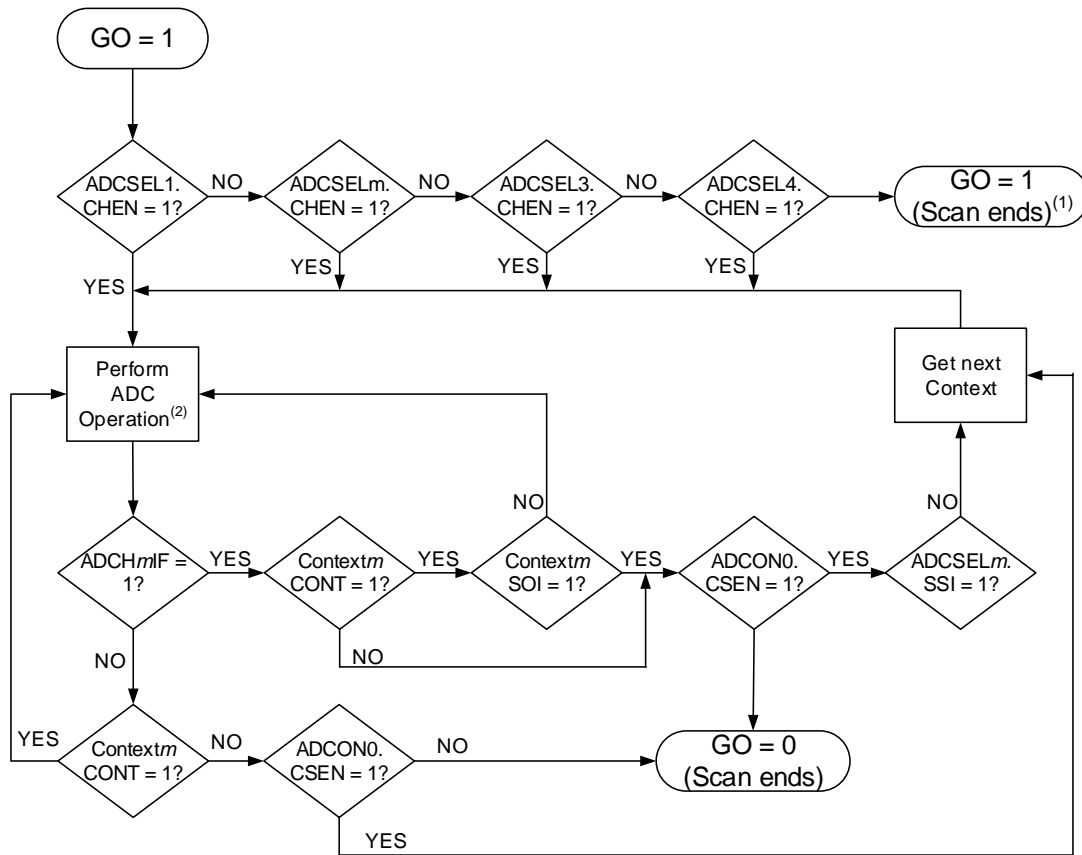 GO = 1
ADCSEL1.
CHEN = 1?
NO
ADCSELm.
CHEN = 1?
NO
ADCSEL3.
CHEN = 1?
NO
ADCSEL4.
CHEN = 1?
GO = 1
(Scan ends)(1)
YES
YES
YES
YES
Perform
ADC
Operation(2)
Get next
Context
NO
NO
ADCHmIF =
1?
YES
Contextm
CONT = 1?
YES
Contextm
SOI = 1?
YES
ADCON0.
CSEN = 1?
YES
ADCSELm.
SSI = 1?
NO
NO
YES
Contextm
CONT = 1?
NO
ADCON0.
CSEN = 1?
NO
GO = 0
(Scan ends)
YES